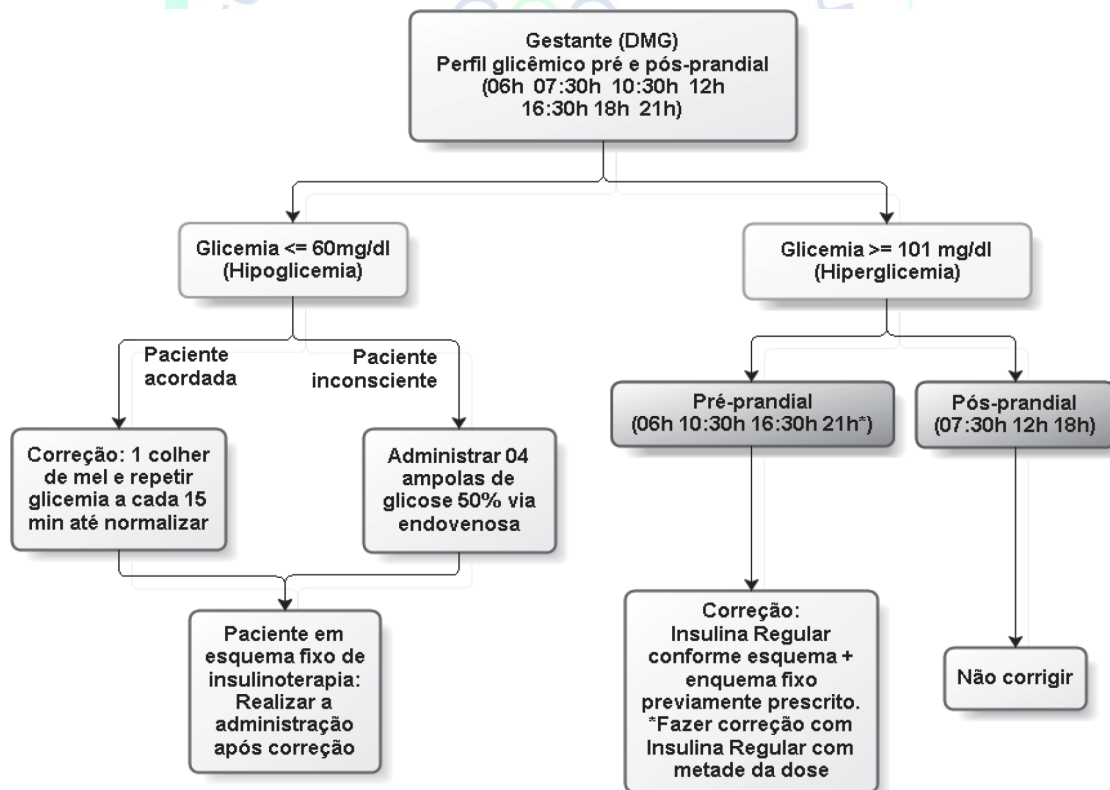 Gestante (DMG)
Perfil glicêmico pré e pós-prandial
(06h 07:30h 10:30h 12h
16:30h 18h 21h)
Glicemia <= 60mg/dl
(Hipoglicemia)
Glicemia >= 101 mg/dl
(Hiperglicemia)
Paciente
acordada
Paciente
inconsciente
Pré-prandial
(06h 10:30h 16:30h 21h*)
Pós-prandial
(07:30h 12h 18h)
Correção: 1 colher
de mel e repetir
glicemia a cada 15
min até normalizar
Administrar 04
ampolas de
glicose 50% via
endovenosa
Paciente em
esquema fixo de
insulinoterapia:
Realizar a
administração
após correção
Correção:
Insulina Regular
conforme esquema +
enquema fixo
previamente prescrito.
*Fazer correção com
Insulina Regular com
metade da dose
Não corrigir